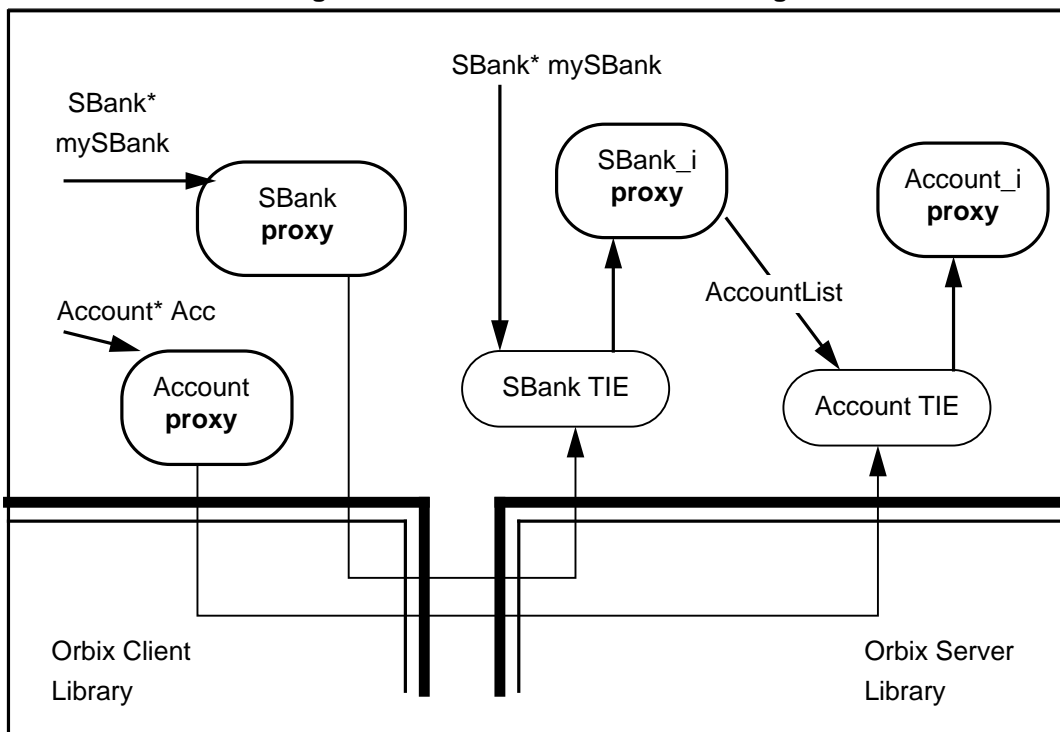 SBank* mySBank
SBank*
mySBank
SBank
proxy
Account* Acc
Account
proxy
SBank_i
proxy
Account_i
proxy
AccountList
SBank TIE
Account TIE
Orbix Client
Library
Orbix Server
Library